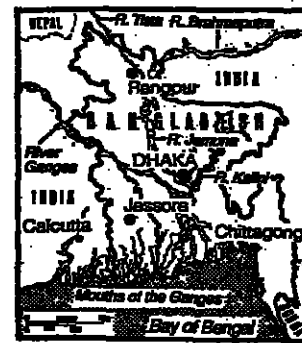 NEPAL
R. Tista R. Brahmaputra
INDIA
Rangpur
BANGLADESH
R. Jamuna
River
Ganges
DHAKA
INDIA
Jessore
Calcutta
Chittagong
Mouths of the Ganges
Bay of Bengal